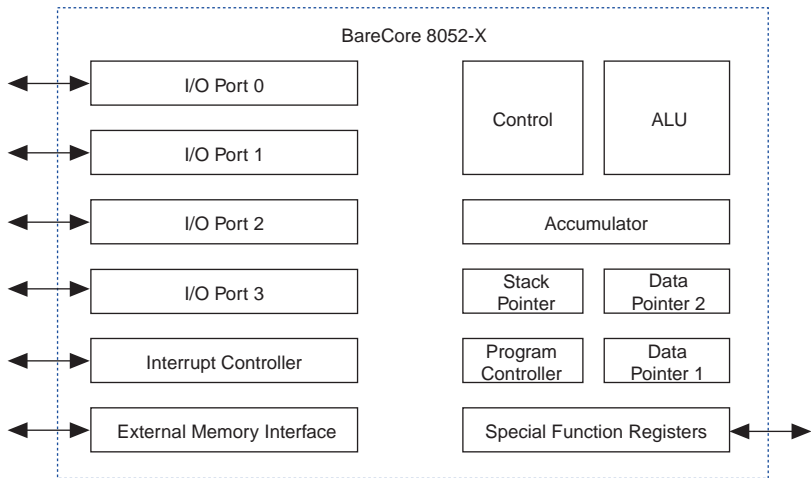 BareCore 8052-X
I/O Port 0
I/O Port 1
I/O Port 2
I/O Port 3
Interrupt Controller
External Memory Interface
Control
ALU
Accumulator
Stack
Pointer
Data
Pointer 2
Program
Controller
Data
Pointer 1
Special Function Registers